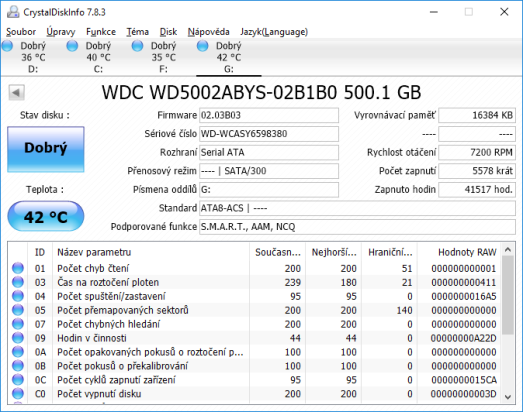 CrystalDiskInfo 7.8.3
Soubor Úpravy Funkce Téma Disk Nápověda Jazyk(Language)
Dobrý Dobrý Dobrý Dobrý
36 °C 40 °C 35 °C 42 °C
D: C: F: G:
WDC WD5002ABYS-02B1B0 500.1 GB
Stav disku : Firmware 02.03B03 Vyrovnávací paměť 16384 KB
Dobrý Sériové číslo WD-WCASY6598380 ---- ----
Rozhraní Serial ATA Rychlost otáčení 7200 RPM
Přenosový režim ---- | SATA/300 Počet zapnutí 5578 krát
Teplota : Písmena oddílů G: Zapnuto hodin 41517 hod.
42 °C Standard ATA8-ACS | ----
Podporované funkce S.M.A.R.T., AAM, NCQ
ID Název parametru Současn... Nejhorší... Hraniční... Hodnoty RAW
01 Počet chyb čtení 200 200 51 000000000001
03 Čas na roztočení ploten 239 180 21 000000000411
04 Počet spuštění/zastavení 95 95 0 0000000016A5
05 Počet přemapovaných sektorů 200 200 140 000000000000
07 Počet chybných hledání 200 200 0 000000000000
09 Hodin v činnosti 44 44 0 00000000A22D
0A Počet opakovaných pokusů o roztočení p... 100 100 0 000000000000
0B Počet pokusů o překalibrování 100 100 0 000000000000
0C Počet cyklů zapnutí zařízení 95 95 0 0000000015CA
C0 Počet vypnutí disku 200 200 0 00000000003D